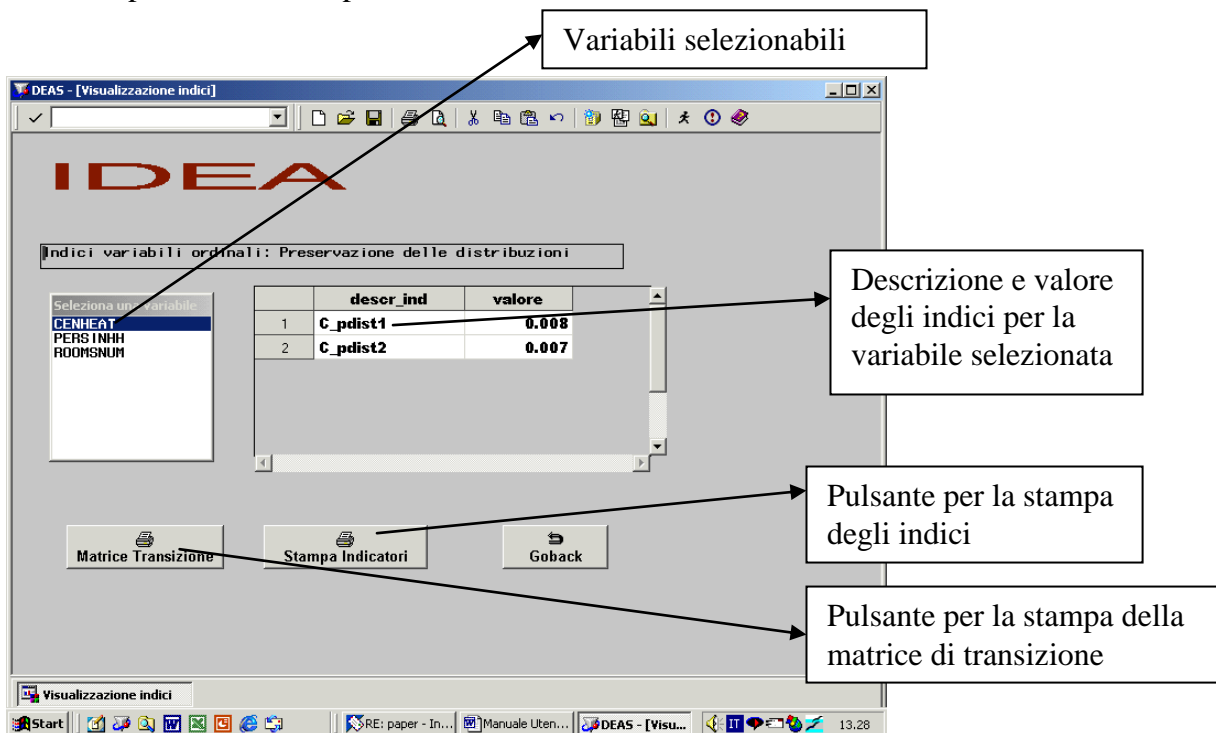 Variabili selezionabili
DEAS - [Visualizzazione indici]
IDEA
Indici variabili ordinali: Preservazione delle distribuzioni
Seleziona una variabile
CENHEAT
PERSINHH
ROOMSNUM
descr_ind valore
1 C_pdist1 0.008
2 C_pdist2 0.007
Descrizione e valore
degli indici per la
variabile selezionata
Pulsante per la stampa
degli indici
Matrice Transizione
Stampa Indicatori
Goback
Pulsante per la stampa della
matrice di transizione
Visualizzazione indici
Start
RE: paper - In...
Manuale Uten...
DEAS - [Visu...
IT
13.28